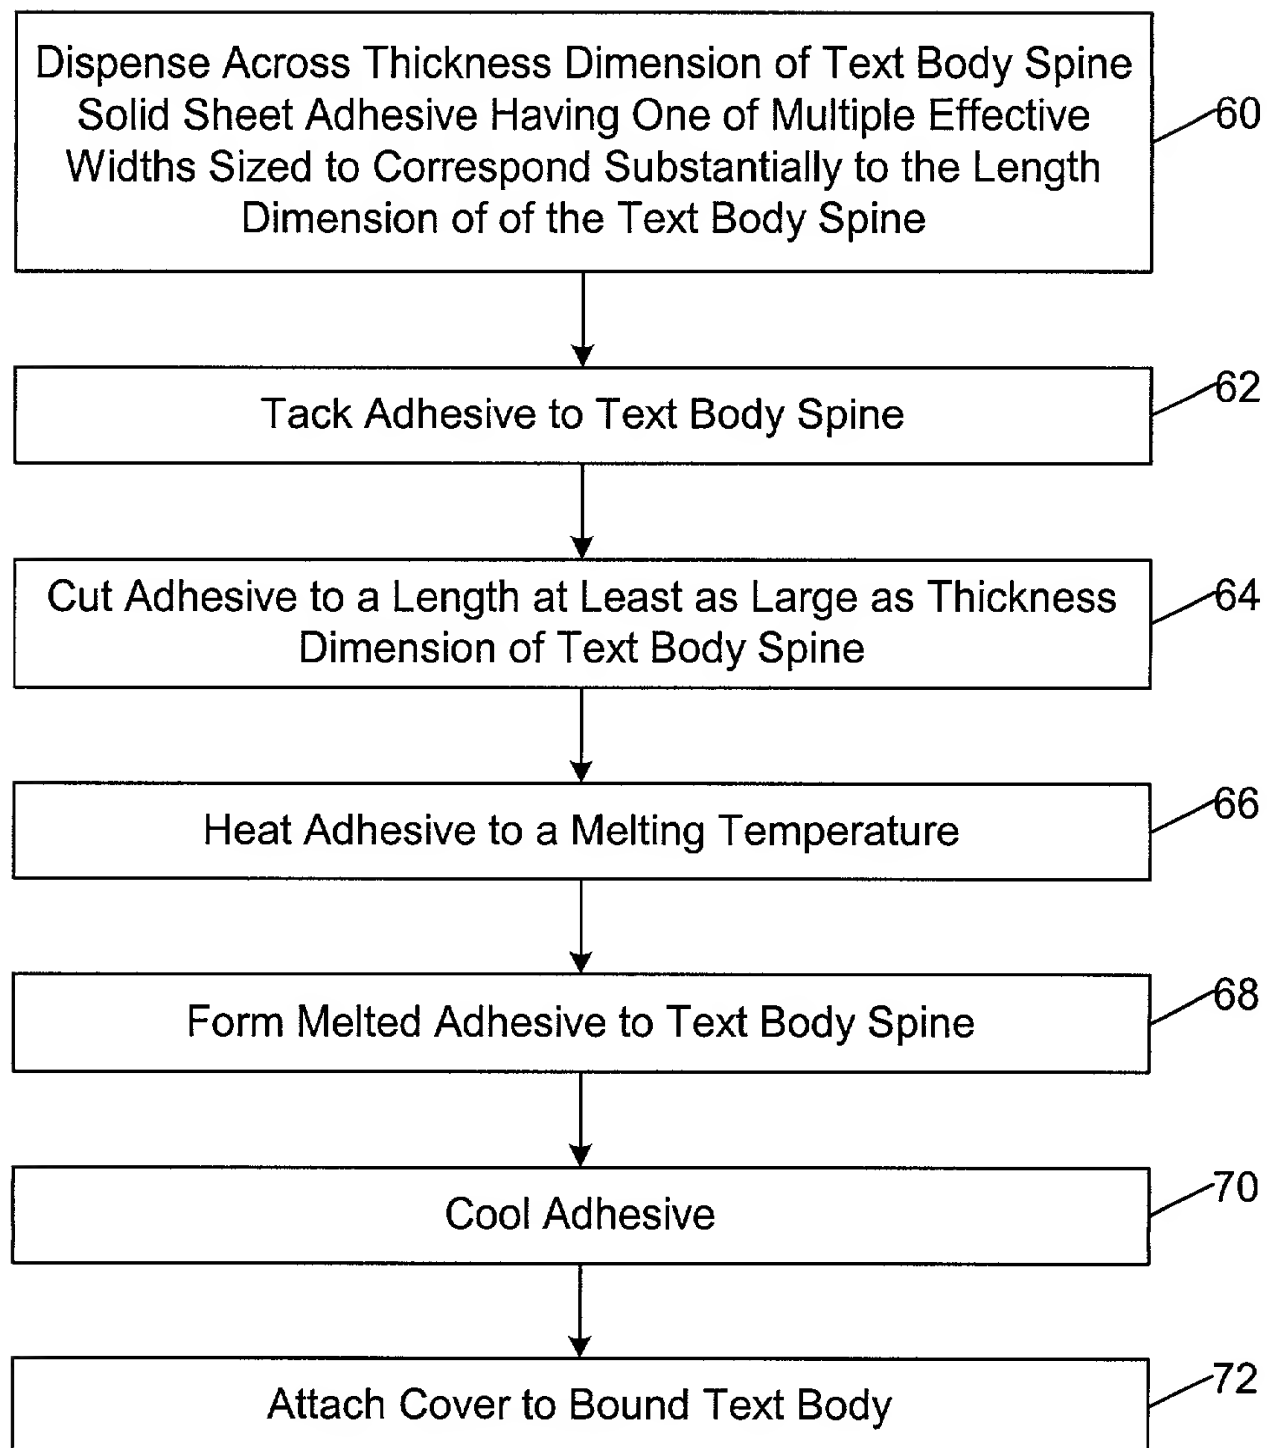 Dispense Across Thickness Dimension of Text Body Spine
Solid Sheet Adhesive Having One of Multiple Effective
Widths Sized to Correspond Substantially to the Length
Dimension of of the Text Body Spine
60
Tack Adhesive to Text Body Spine
62
Cut Adhesive to a Length at Least as Large as Thickness
Dimension of Text Body Spine
64
Heat Adhesive to a Melting Temperature
66
Form Melted Adhesive to Text Body Spine
68
Cool Adhesive
70
Attach Cover to Bound Text Body
72